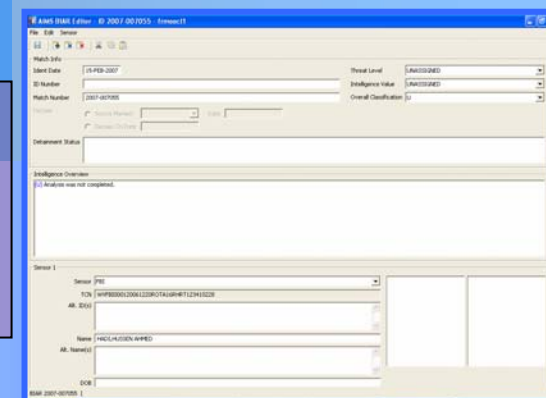 AIMS BIAR Editor - ID 2007-007055
File Edit Sensor
Match Info
Ident Date 15-FEB-2007
Threat Level UNASSIGNED
ID Number
Intelligence Value UNASSIGNED
Match Number 2007-007055
Overall Classification U
Detainment Status
Intelligence Overview
(U) Analysis was not completed.
Sensor 1
Sensor FBI
TCN
Alt. ID(s)
Name HADI,HUSSEIN AHMED
Alt. Name(s)
DOB
BIAR 2007-007055